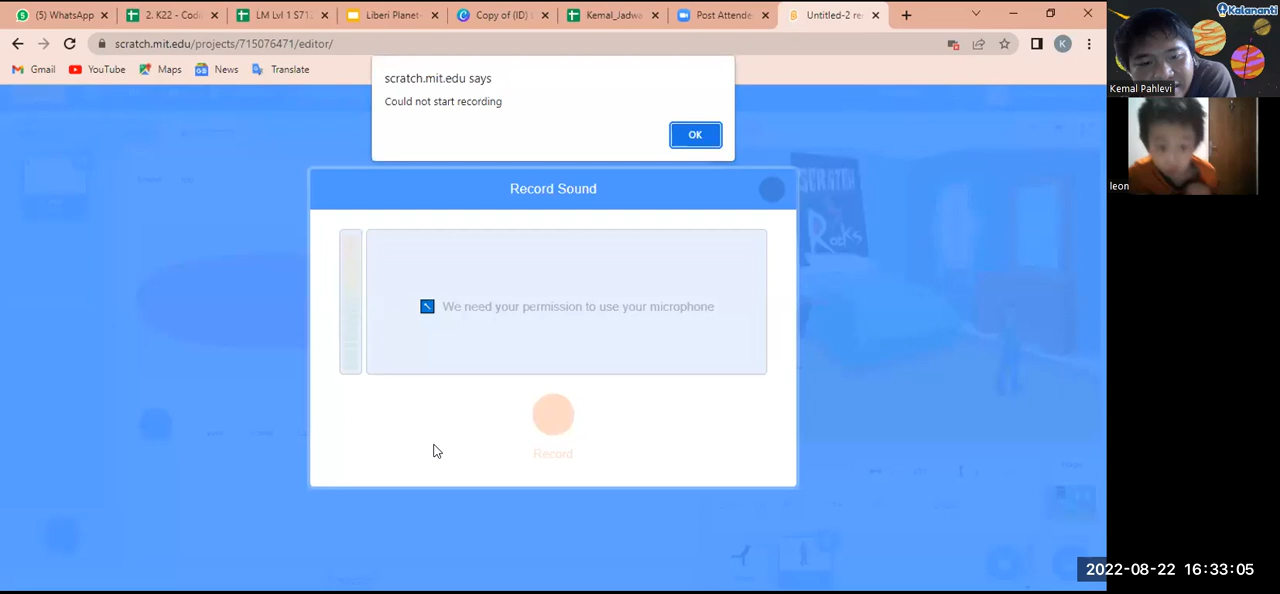 (5) WhatsApp
2. K22 - Codi
LM Lvl 1 S71
Liberi Planet
Copy of (ID)
Kemal_Jadwa
Post Attende
Untitled-2 re
scratch.mit.edu/projects/715076471/editor/
K
Gmail
YouTube
Maps
News
Translate
scratch.mit.edu says
Could not start recording
OK
Record Sound
We need your permission to use your microphone
Record
SCRATCH
Rocks
Kalananti
Kemal Pahlevi
leon
2022-08-22 16:33:05